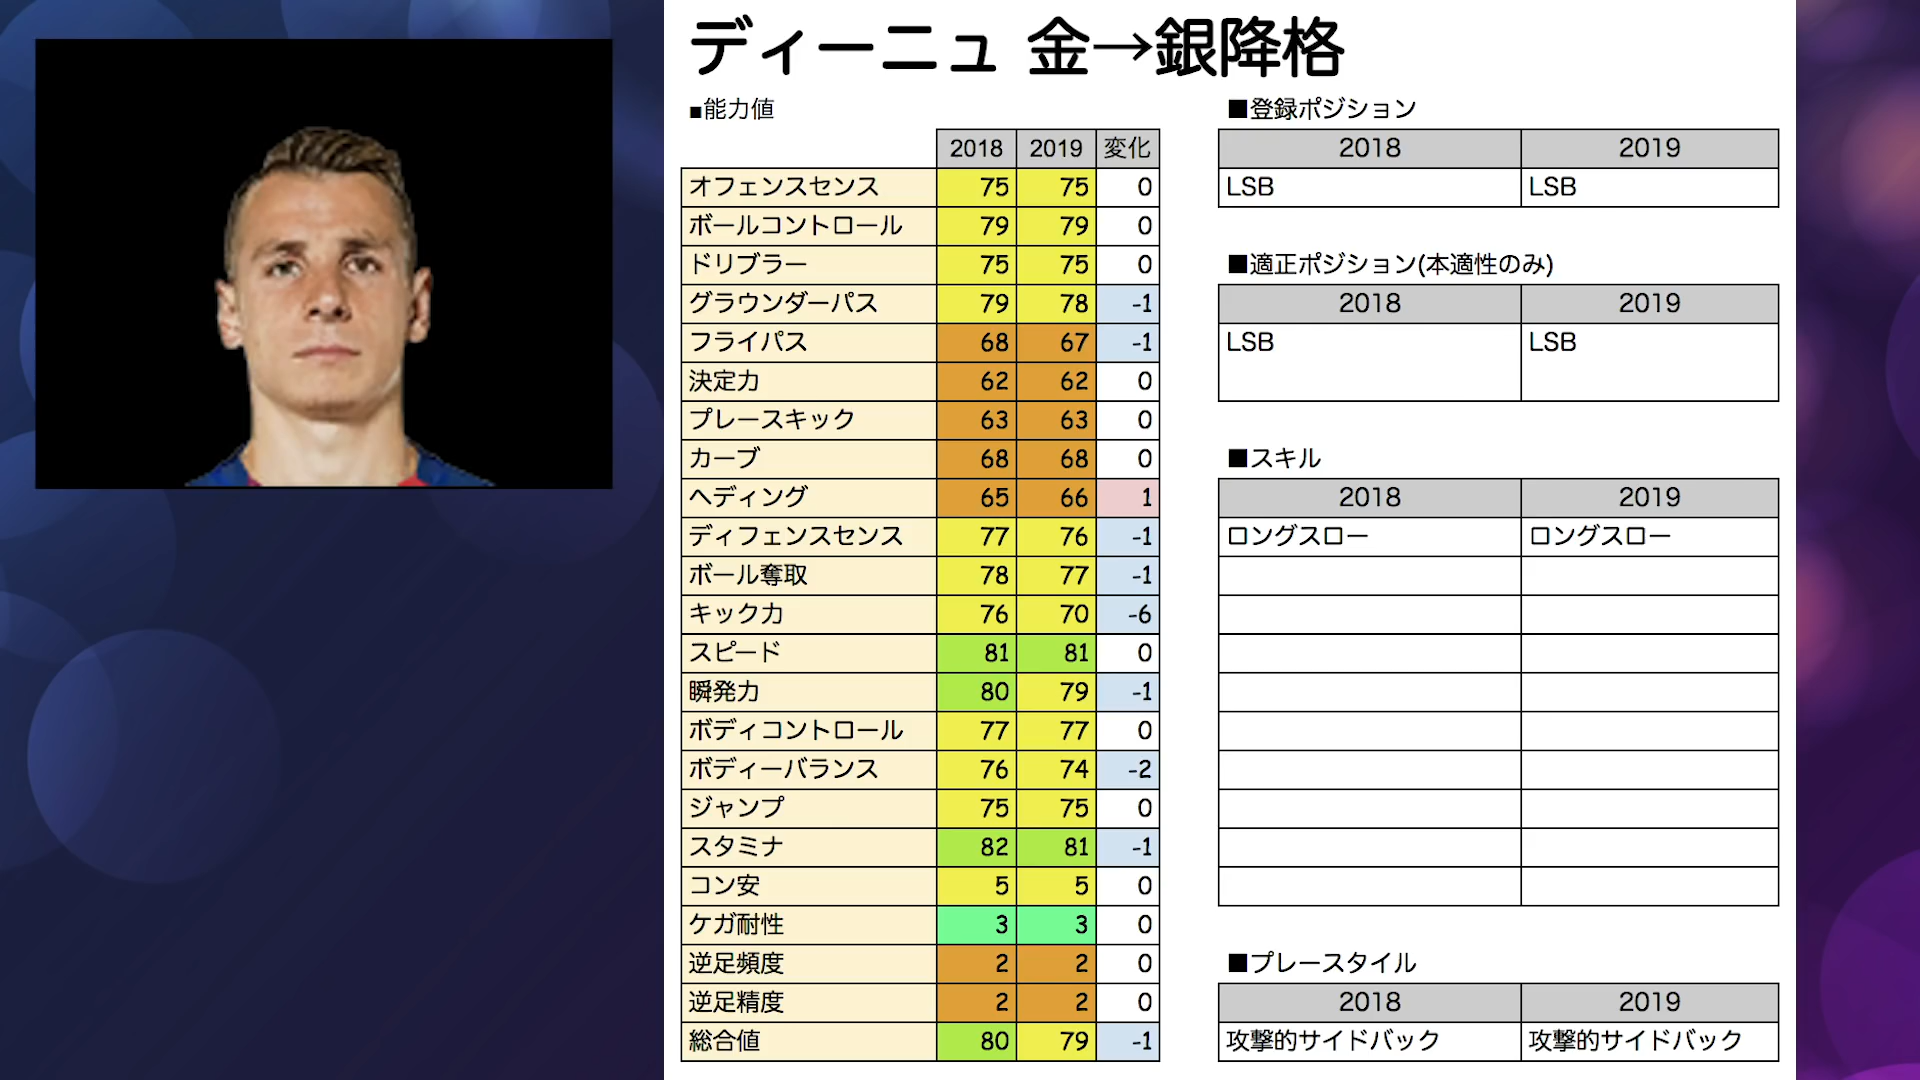 ディーニュ 金→銀降格
■能力値
2018 2019 変化
オフェンスセンス 75 75 0
ボールコントロール 79 79 0
ドリブラー 75 75 0
グラウンダーパス 79 78 -1
フライパス 68 67 -1
決定力 62 62 0
プレースキック 63 63 0
カーブ 68 68 0
ヘディング 65 66 1
ディフェンスセンス 77 76 -1
ボール奪取 78 77 -1
キック力 76 70 -6
スピード 81 81 0
瞬発力 80 79 -1
ボディコントロール 77 77 0
ボディーバランス 76 74 -2
ジャンプ 75 75 0
スタミナ 82 81 -1
コン安 5 5 0
ケガ耐性 3 3 0
逆足頻度 2 2 0
逆足精度 2 2 0
総合値 80 79 -1
■登録ポジション
2018 2019
LSB LSB
■適正ポジション(本適性のみ)
2018 2019
LSB LSB
■スキル
2018 2019
ロングスロー ロングスロー
■プレースタイル
2018 2019
攻撃的サイドバック 攻撃的サイドバック